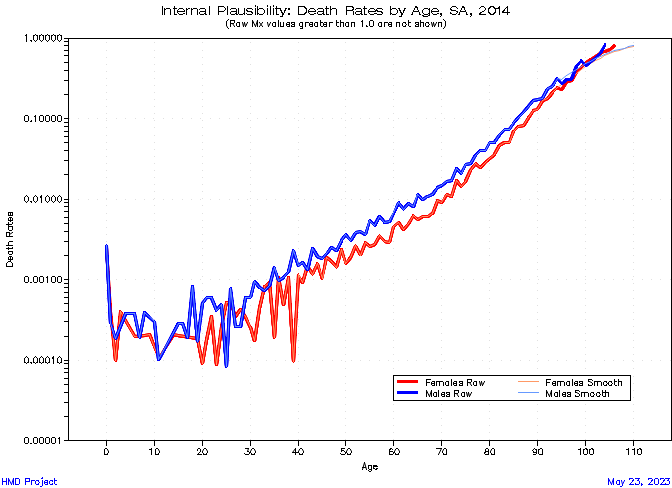 Internal Plausibility: Death Rates by Age, SA, 2014
(Raw Mx values greater than 1.0 are not shown)
1.00000
0.10000
0.01000
0.00100
0.00010
0.00001
Death Rates
0 10 20 30 40 50 60 70 80 90 100 110
Age
Females Raw Females Smooth
Males Raw Males Smooth
HMD Project May 23, 2023